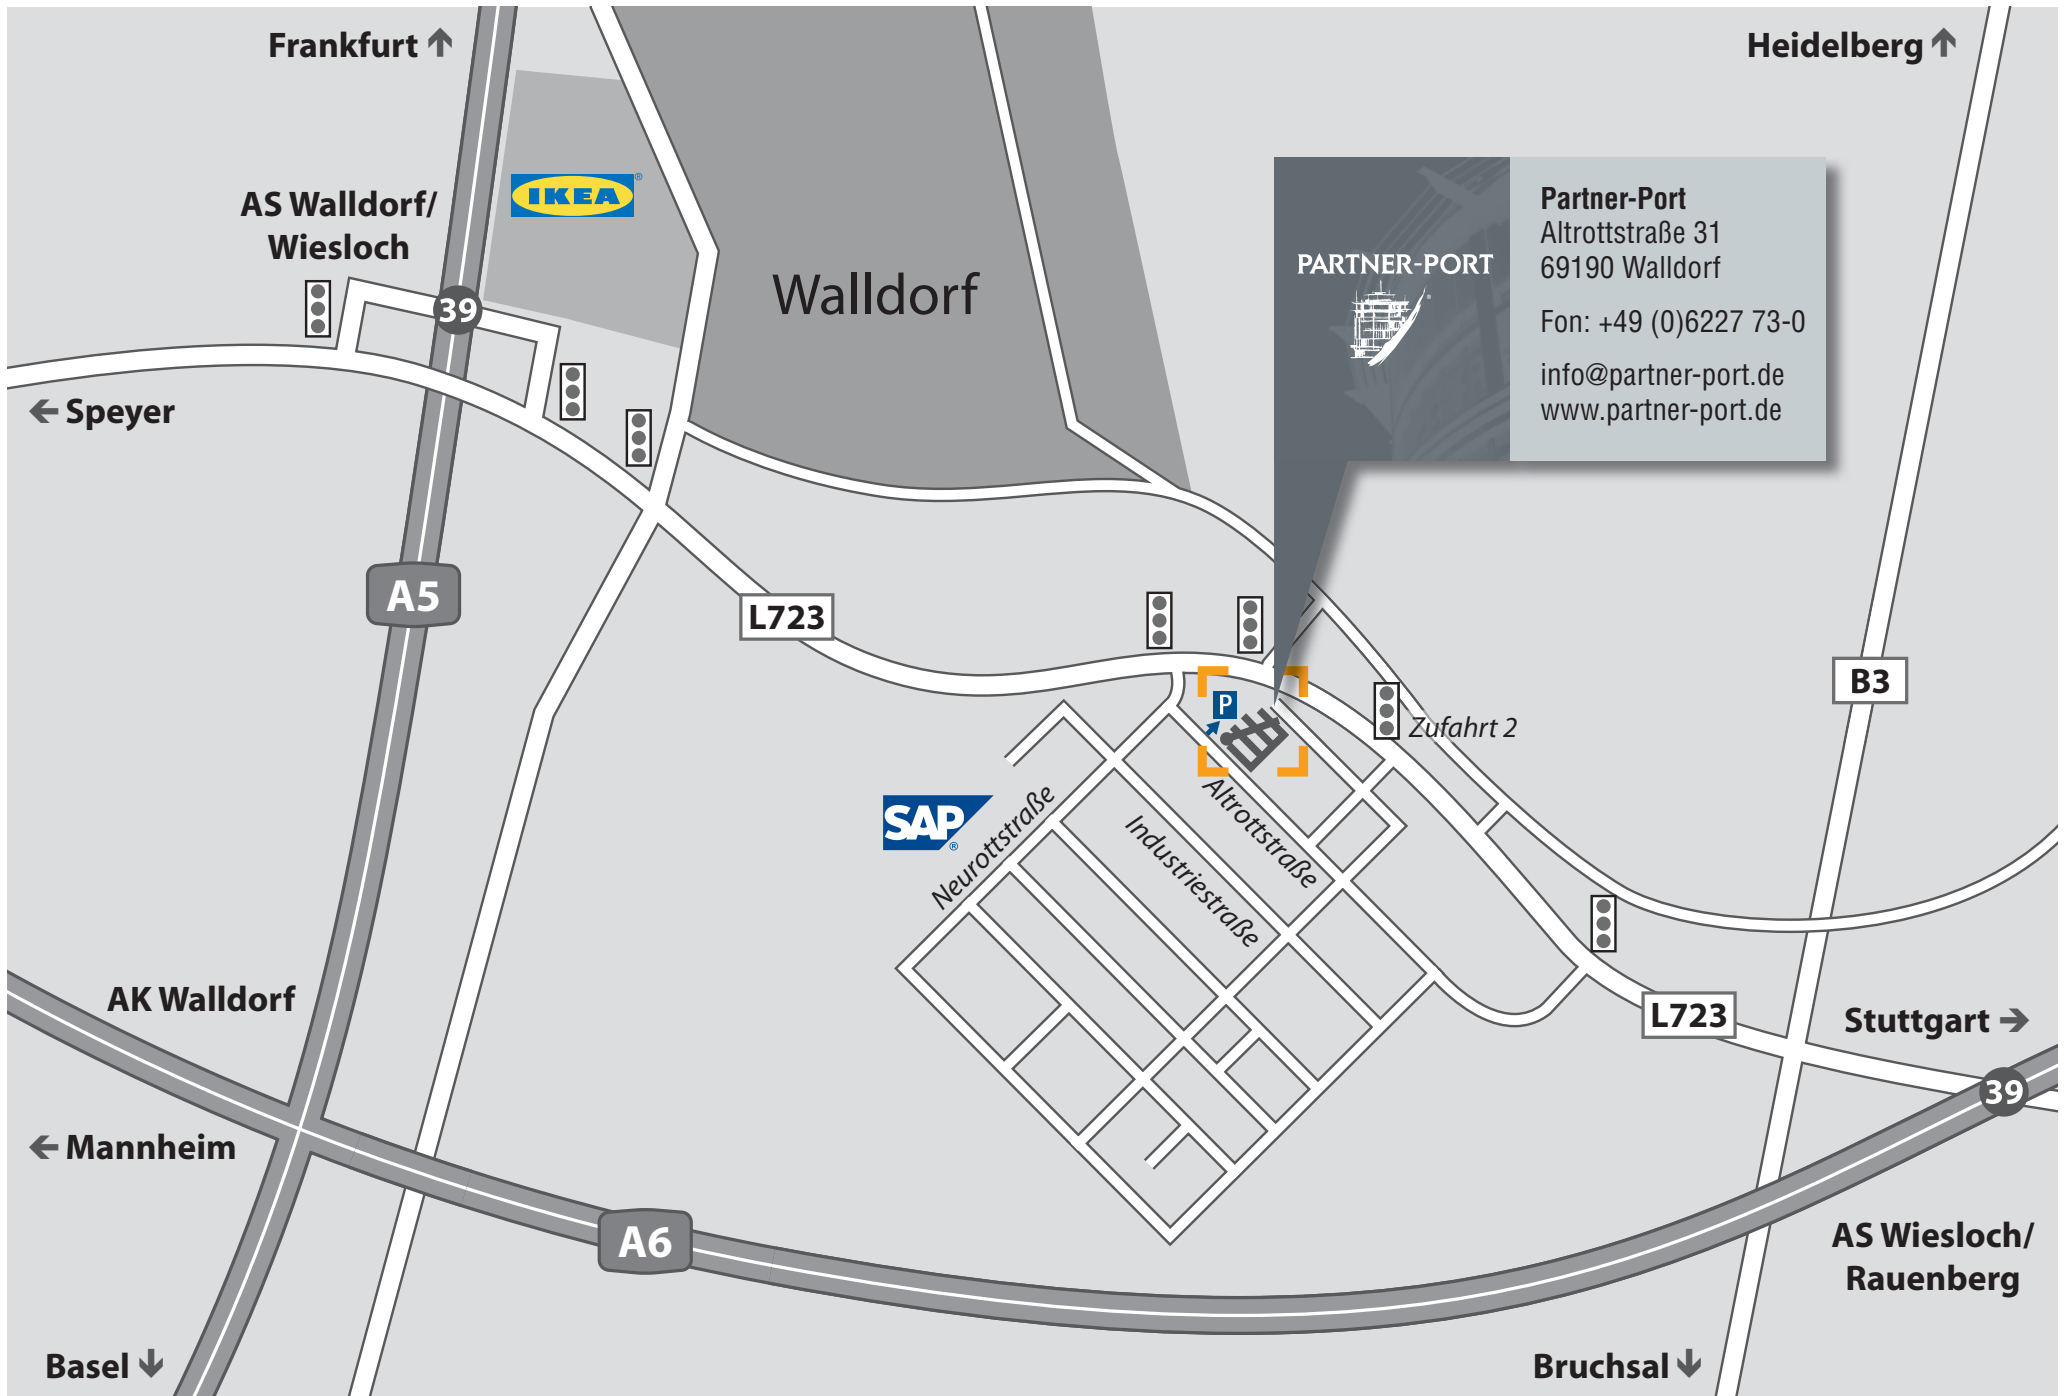 Frankfurt ↑
Heidelberg ↑
AS Walldorf/
Wiesloch
IKEA®
Walldorf
PARTNER-PORT
®
Partner-Port
Altrottstraße 31
69190 Walldorf
Fon: +49 (0)6227 73-0
info@partner-port.de
www.partner-port.de
39
← Speyer
A5
L723
B3
P
Zufahrt 2
SAP®
Neurottstraße
Industriestraße
Altrottstraße
AK Walldorf
L723
Stuttgart →
39
← Mannheim
A6
AS Wiesloch/
Rauenberg
Basel ↓
Bruchsal ↓